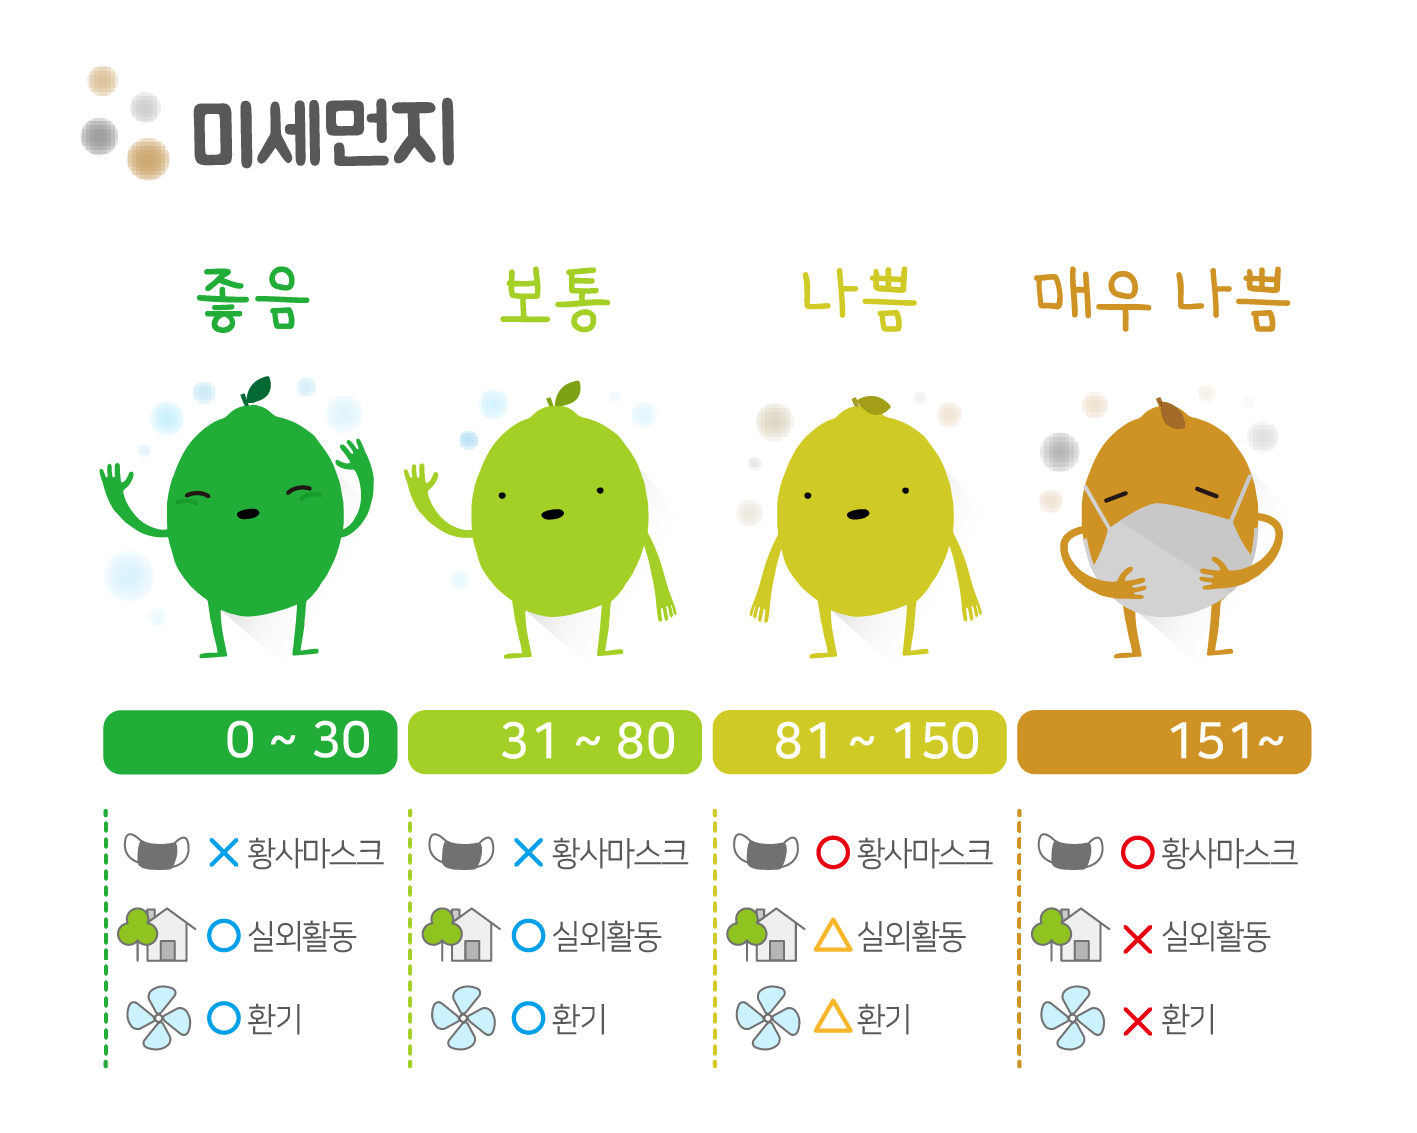 미세먼지
좋음 보통 나쁨 매우 나쁨
0 ~ 30 31 ~ 80 81 ~ 150 151~
X 황사마스크 X 황사마스크 O 황사마스크 O 황사마스크
O 실외활동 O 실외활동 △ 실외활동 X 실외활동
O 환기 O 환기 △ 환기 X 환기